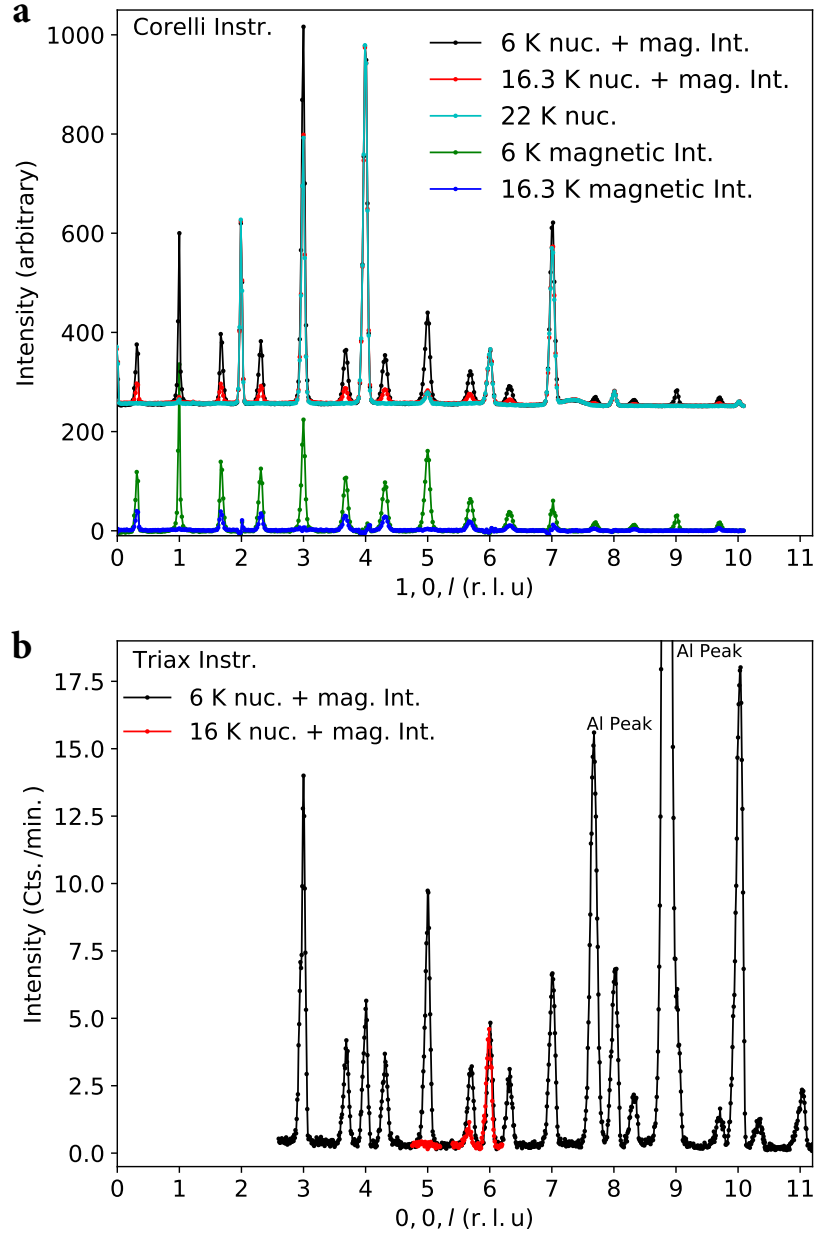 a
Corelli Instr.
6 K nuc. + mag. Int.
16.3 K nuc. + mag. Int.
22 K nuc.
6 K magnetic Int.
16.3 K magnetic Int.
Intensity (arbitrary)
1000
800
600
400
200
0
0 1 2 3 4 5 6 7 8 9 10 11
1, 0, l (r. l. u)
b
Triax Instr.
6 K nuc. + mag. Int.
16 K nuc. + mag. Int.
Al Peak
Al Peak
Intensity (Cts. /min. )
17.5
15.0
12.5
10.0
7.5
5.0
2.5
0.0
0 1 2 3 4 5 6 7 8 9 10 11
0, 0, l (r. l. u)